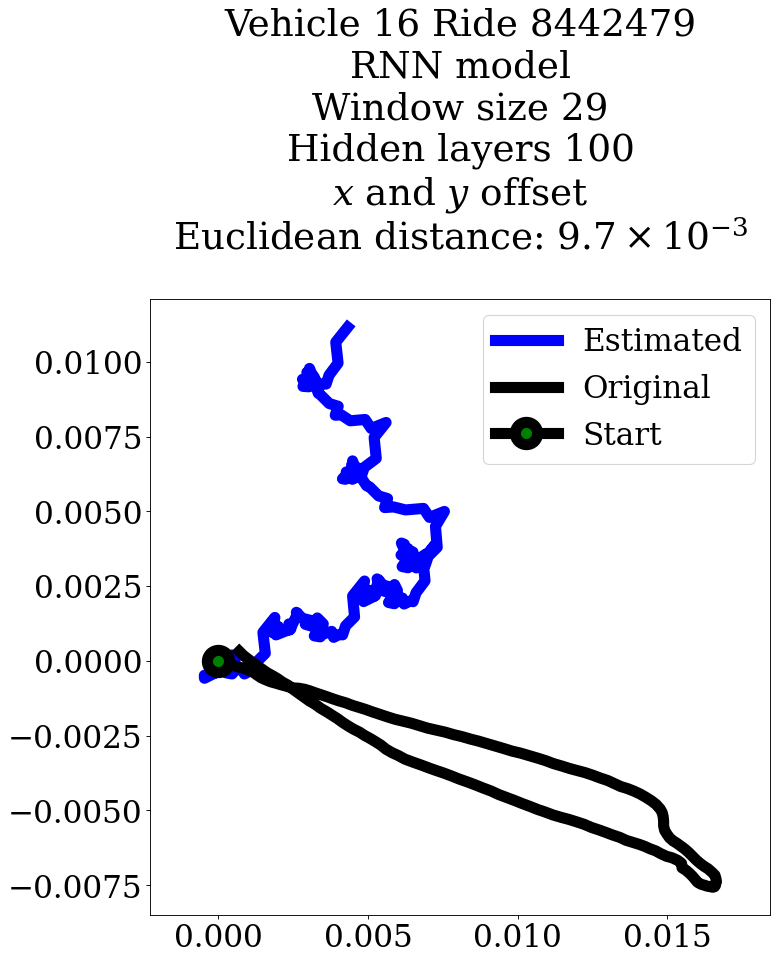 Vehicle 16 Ride 8442479
RNN model
Window size 29
Hidden layers 100
x and y offset
Euclidean distance: 9.7 × 10⁻³
Estimated
Original
Start
0.0100
0.0075
0.0050
0.0025
0.0000
−0.0025
−0.0050
−0.0075
0.000 0.005 0.010 0.015